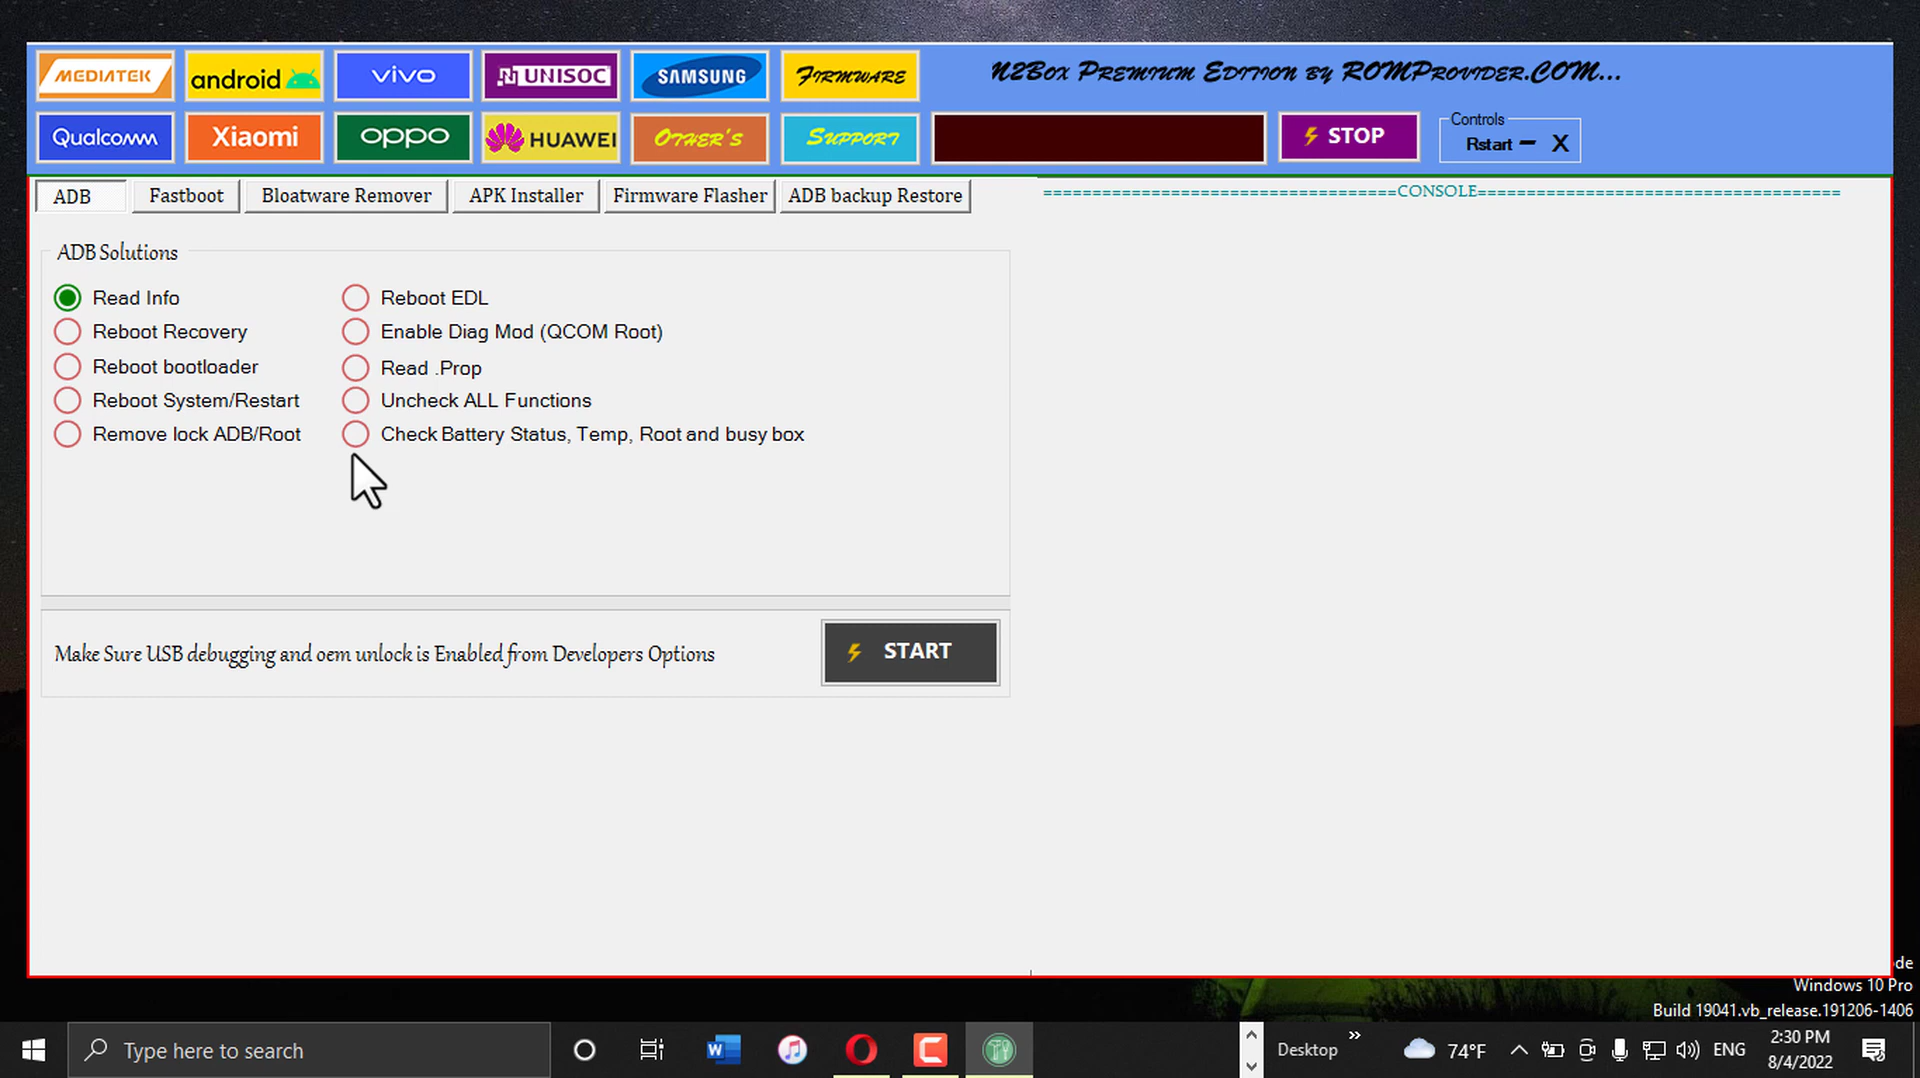 MEDIATEK
android
vivo
UNISOC
SAMSUNG
Firmware
N2Box Premium Edition by ROMProvider.COM...
Qualcomm
Xiaomi
oppo
HUAWEI
Other's
Support
STOP
Controls
Rstart
X
ADB
Fastboot
Bloatware Remover
APK Installer
Firmware Flasher
ADB backup Restore
====================================CONSOLE=====================================
ADB Solutions
Read Info
Reboot EDL
Reboot Recovery
Enable Diag Mod (QCOM Root)
Reboot bootloader
Read .Prop
Reboot System/Restart
Uncheck ALL Functions
Remove lock ADB/Root
Check Battery Status, Temp, Root and busy box
Make Sure USB debugging and oem unlock is Enabled from Developers Options
START
de
Windows 10 Pro
Build 19041.vb_release.191206-1406
Type here to search
W
Desktop
74°F
ENG
2:30 PM
8/4/2022